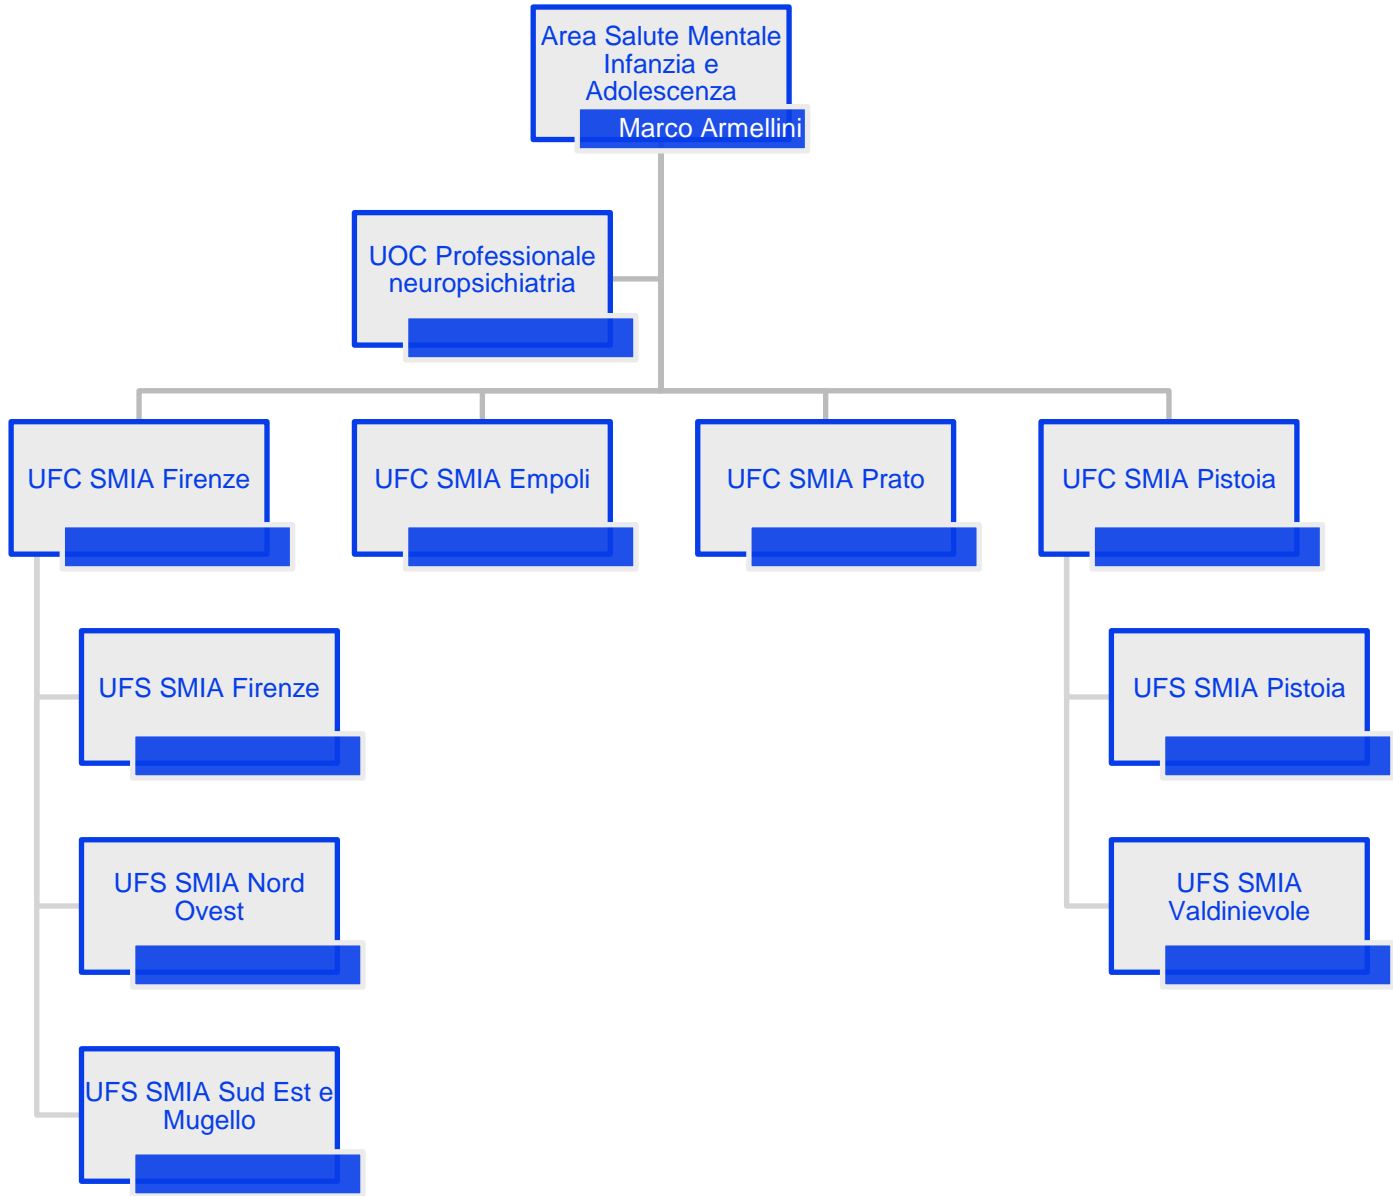 Area Salute Mentale
Infanzia e
Adolescenza
Marco Armellini
UOC Professionale
neuropsichiatria
UFC SMIA Firenze
UFC SMIA Empoli
UFC SMIA Prato
UFC SMIA Pistoia
UFS SMIA Firenze
UFS SMIA Pistoia
UFS SMIA Nord
Ovest
UFS SMIA
Valdinievole
UFS SMIA Sud Est e
Mugello